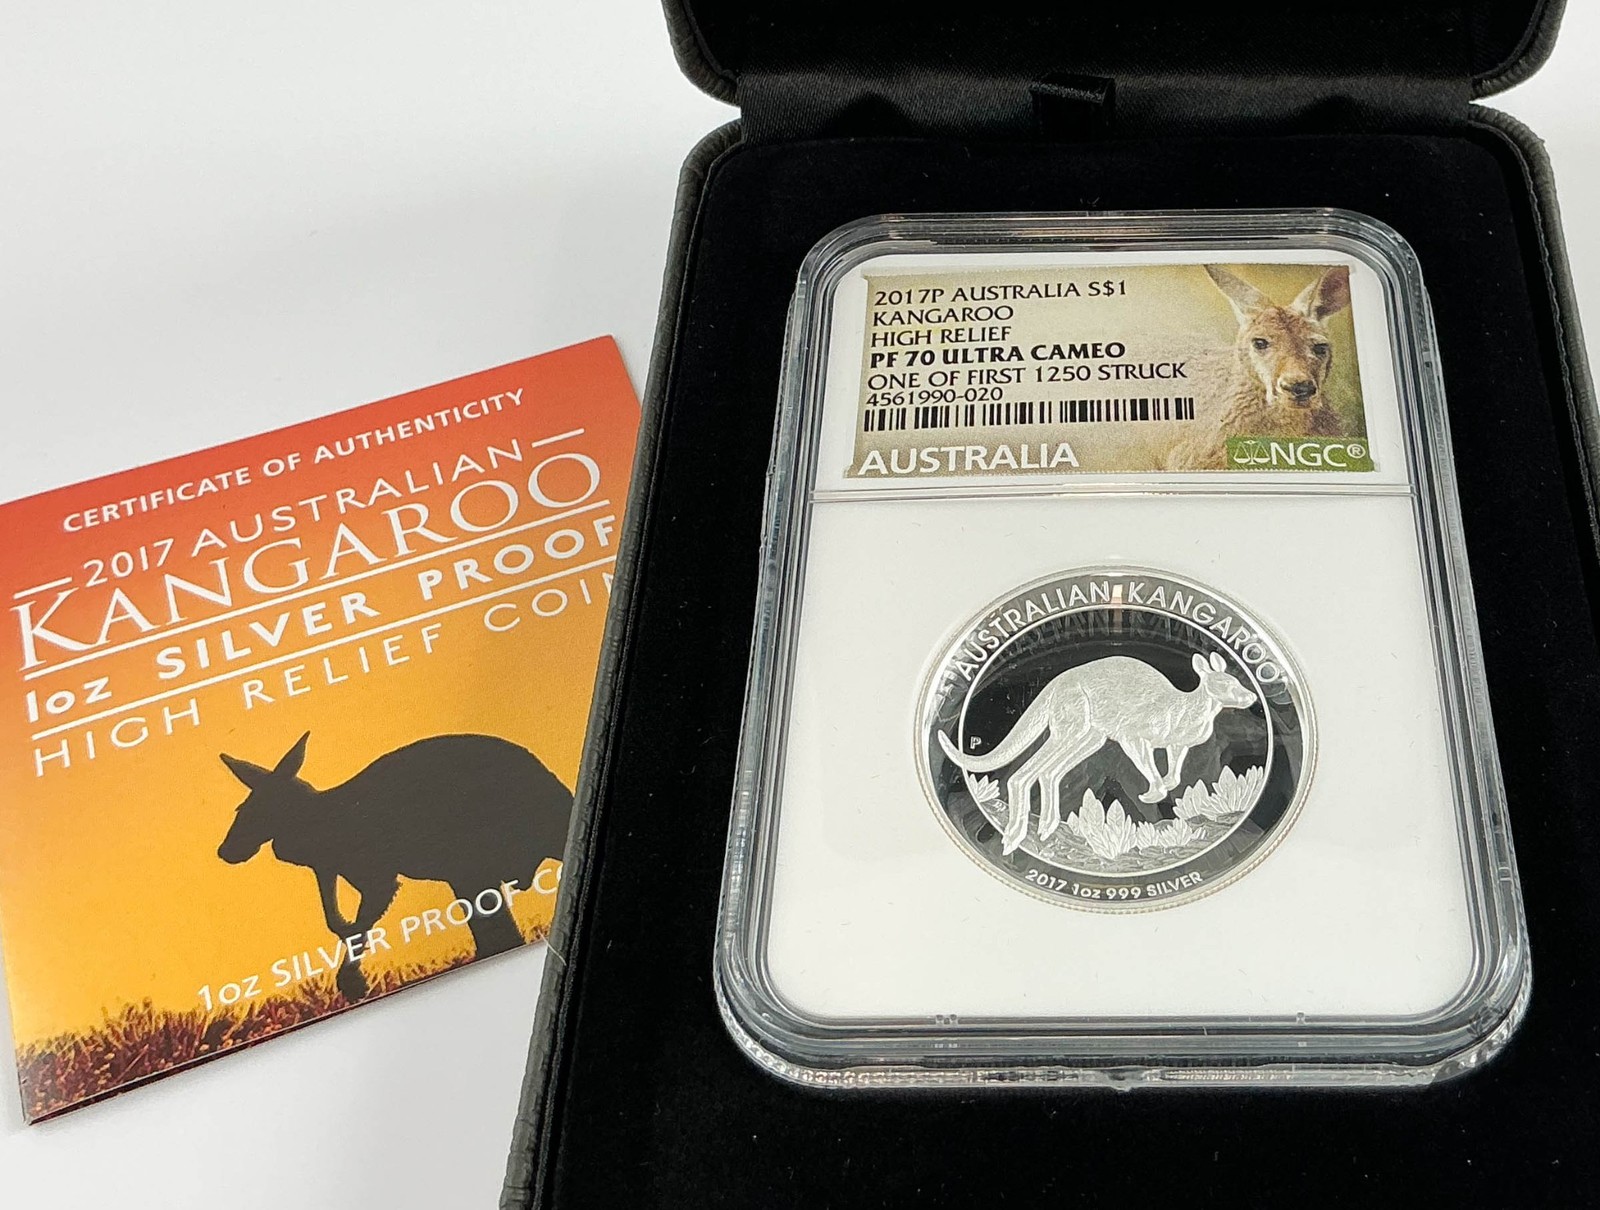 CERTIFICATE OF AUTHENTICITY
2017 AUSTRALIAN
KANGAROO
1oz SILVER PROOF
HIGH RELIEF COIN
1oz SILVER PROOF
2017P AUSTRALIA S$1
KANGAROO
HIGH RELIEF
PF 70 ULTRA CAMEO
ONE OF FIRST 1250 STRUCK
4561990-020
AUSTRALIA
NGC®
AUSTRALIAN KANGAROO
P
2017 1oz 999 SILVER